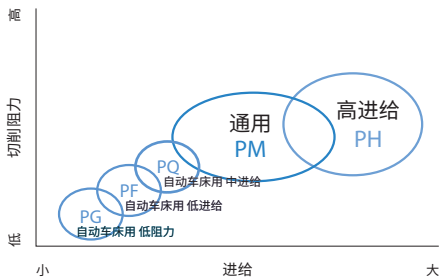 高
切削阻力
低
通用
PM
高进给
PH
PQ
自动车床用 中进给
PF
自动车床用 低进给
PG
自动车床用 低阻力
小
进给
大